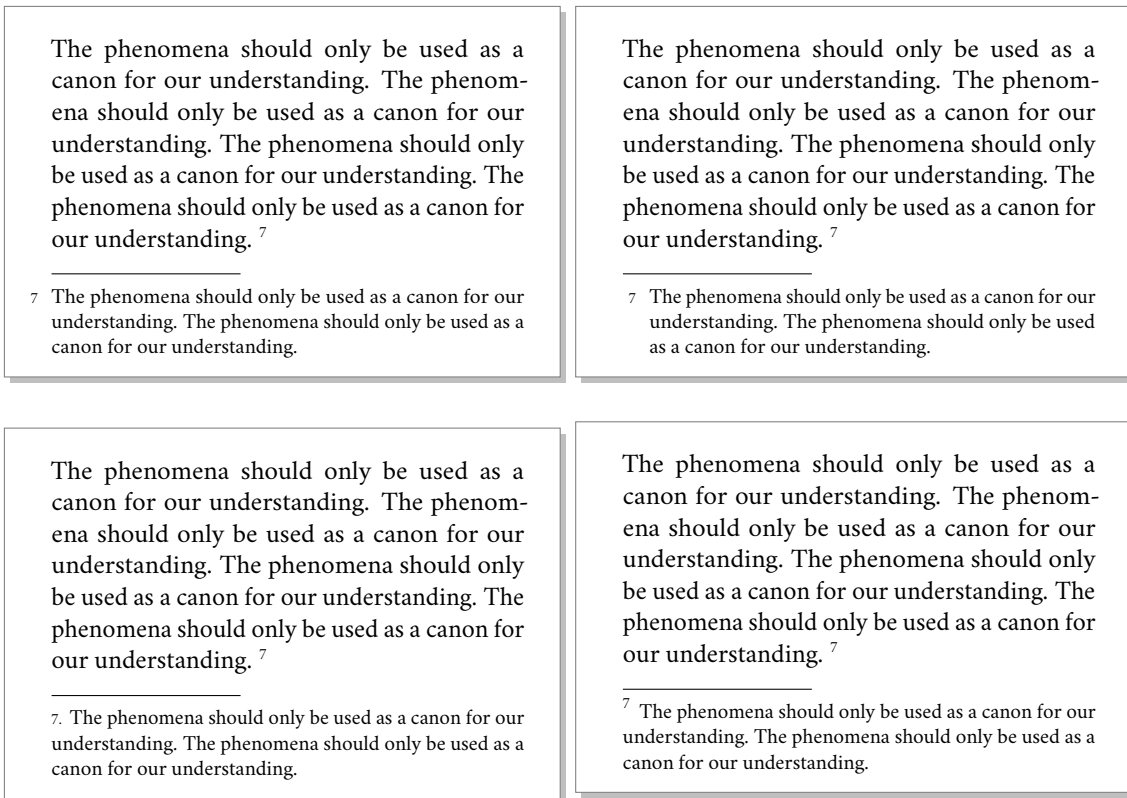 The phenomena should only be used as a
canon for our understanding. The phenom-
ena should only be used as a canon for our
understanding. The phenomena should only
be used as a canon for our understanding. The
phenomena should only be used as a canon for
our understanding. 7
7 The phenomena should only be used as a canon for our
understanding. The phenomena should only be used as a
canon for our understanding.
The phenomena should only be used as a
canon for our understanding. The phenom-
ena should only be used as a canon for our
understanding. The phenomena should only
be used as a canon for our understanding. The
phenomena should only be used as a canon for
our understanding. 7
7 The phenomena should only be used as a canon for our
understanding. The phenomena should only be used
as a canon for our understanding.
The phenomena should only be used as a
canon for our understanding. The phenom-
ena should only be used as a canon for our
understanding. The phenomena should only
be used as a canon for our understanding. The
phenomena should only be used as a canon for
our understanding. 7
7. The phenomena should only be used as a canon for our
understanding. The phenomena should only be used as a
canon for our understanding.
The phenomena should only be used as a
canon for our understanding. The phenom-
ena should only be used as a canon for our
understanding. The phenomena should only
be used as a canon for our understanding. The
phenomena should only be used as a canon for
our understanding. 7
7 The phenomena should only be used as a canon for our
understanding. The phenomena should only be used as a
canon for our understanding.